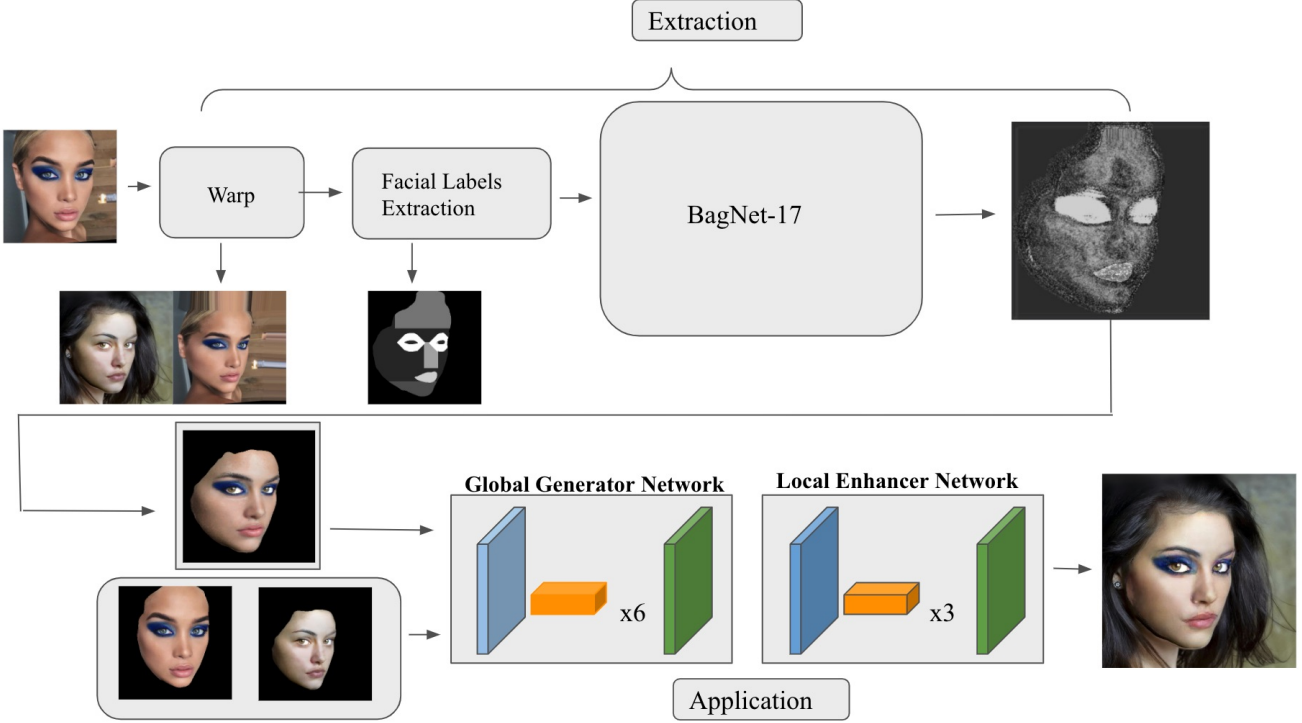 Extraction
Warp
Facial Labels
Extraction
BagNet-17
Global Generator Network
Local Enhancer Network
x6
x3
Application